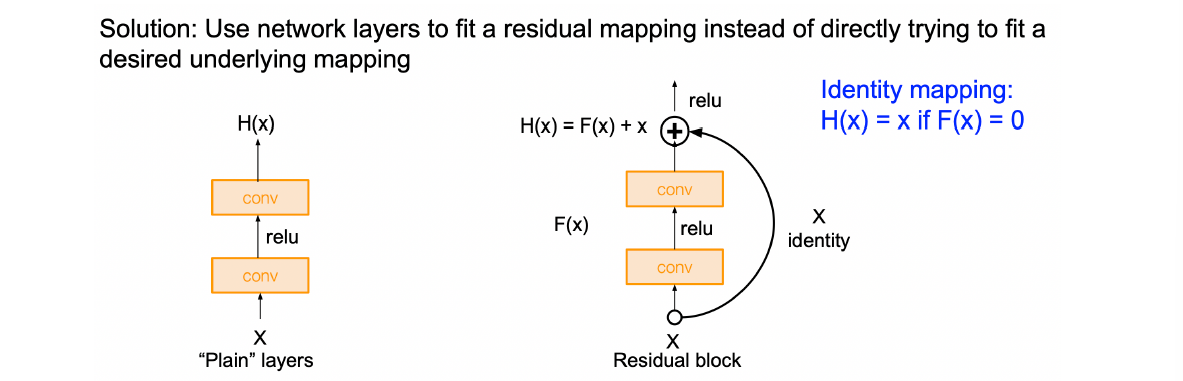 Solution: Use network layers to fit a residual mapping instead of directly trying to fit a
desired underlying mapping
H(x)
conv
relu
conv
X
“Plain” layers
relu
H(x) = F(x) + x
+
conv
F(x)
relu
conv
X
Residual block
X
identity
Identity mapping:
H(x) = x if F(x) = 0